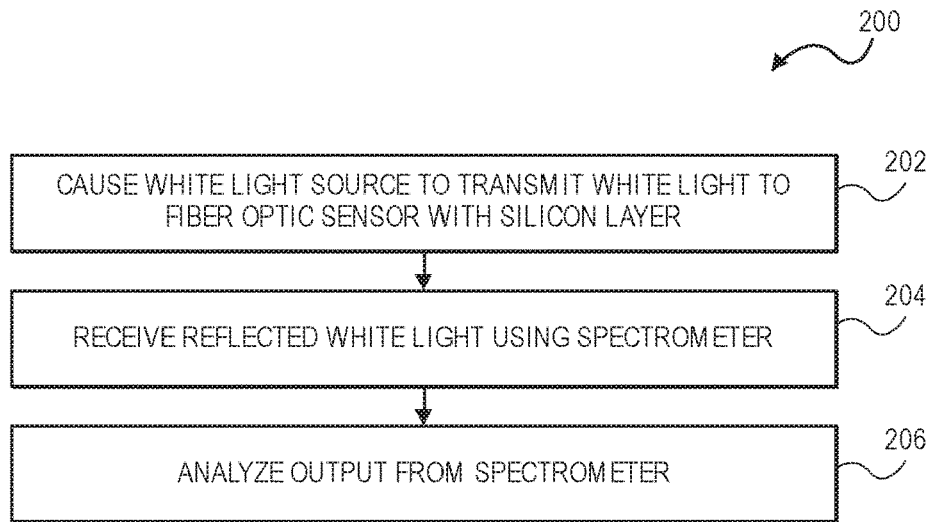 200
CAUSE WHITE LIGHT SOURCE TO TRANSMIT WHITE LIGHT TO
FIBER OPTIC SENSOR WITH SILICON LAYER
202
RECEIVE REFLECTED WHITE LIGHT USING SPECTROMETER
204
ANALYZE OUTPUT FROM SPECTROMETER
206